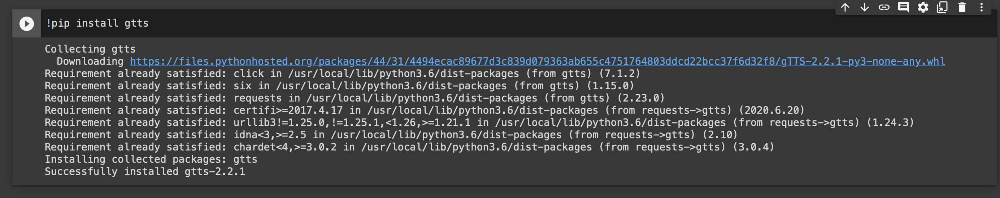 !pip install gtts
Collecting gtts
Downloading https://files.pythonhosted.org/packages/44/31/4494ecac89677d3c839d079363ab655c4751764803ddcd22bcc37f6d32f8/gTTS-2.2.1-py3-none-any.whl
Requirement already satisfied: click in /usr/local/lib/python3.6/dist-packages (from gtts) (7.1.2)
Requirement already satisfied: six in /usr/local/lib/python3.6/dist-packages (from gtts) (1.15.0)
Requirement already satisfied: requests in /usr/local/lib/python3.6/dist-packages (from gtts) (2.23.0)
Requirement already satisfied: certifi>=2017.4.17 in /usr/local/lib/python3.6/dist-packages (from requests->gtts) (2020.6.20)
Requirement already satisfied: urllib3!=1.25.0,!=1.25.1,<1.26,>=1.21.1 in /usr/local/lib/python3.6/dist-packages (from requests->gtts) (1.24.3)
Requirement already satisfied: idna<3,>=2.5 in /usr/local/lib/python3.6/dist-packages (from requests->gtts) (2.10)
Requirement already satisfied: chardet<4,>=3.0.2 in /usr/local/lib/python3.6/dist-packages (from requests->gtts) (3.0.4)
Installing collected packages: gtts
Successfully installed gtts-2.2.1